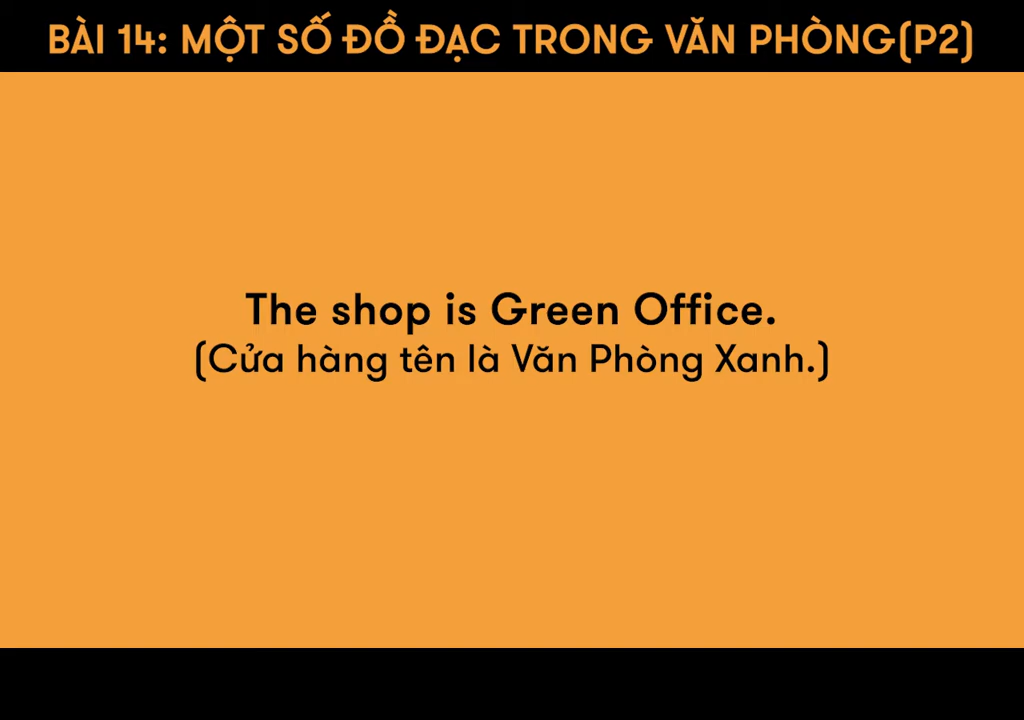 BÀI 14: MỘT SỐ ĐỒ ĐẠC TRONG VĂN PHÒNG(P2)
The shop is Green Office.
(Cửa hàng tên là Văn Phòng Xanh.)